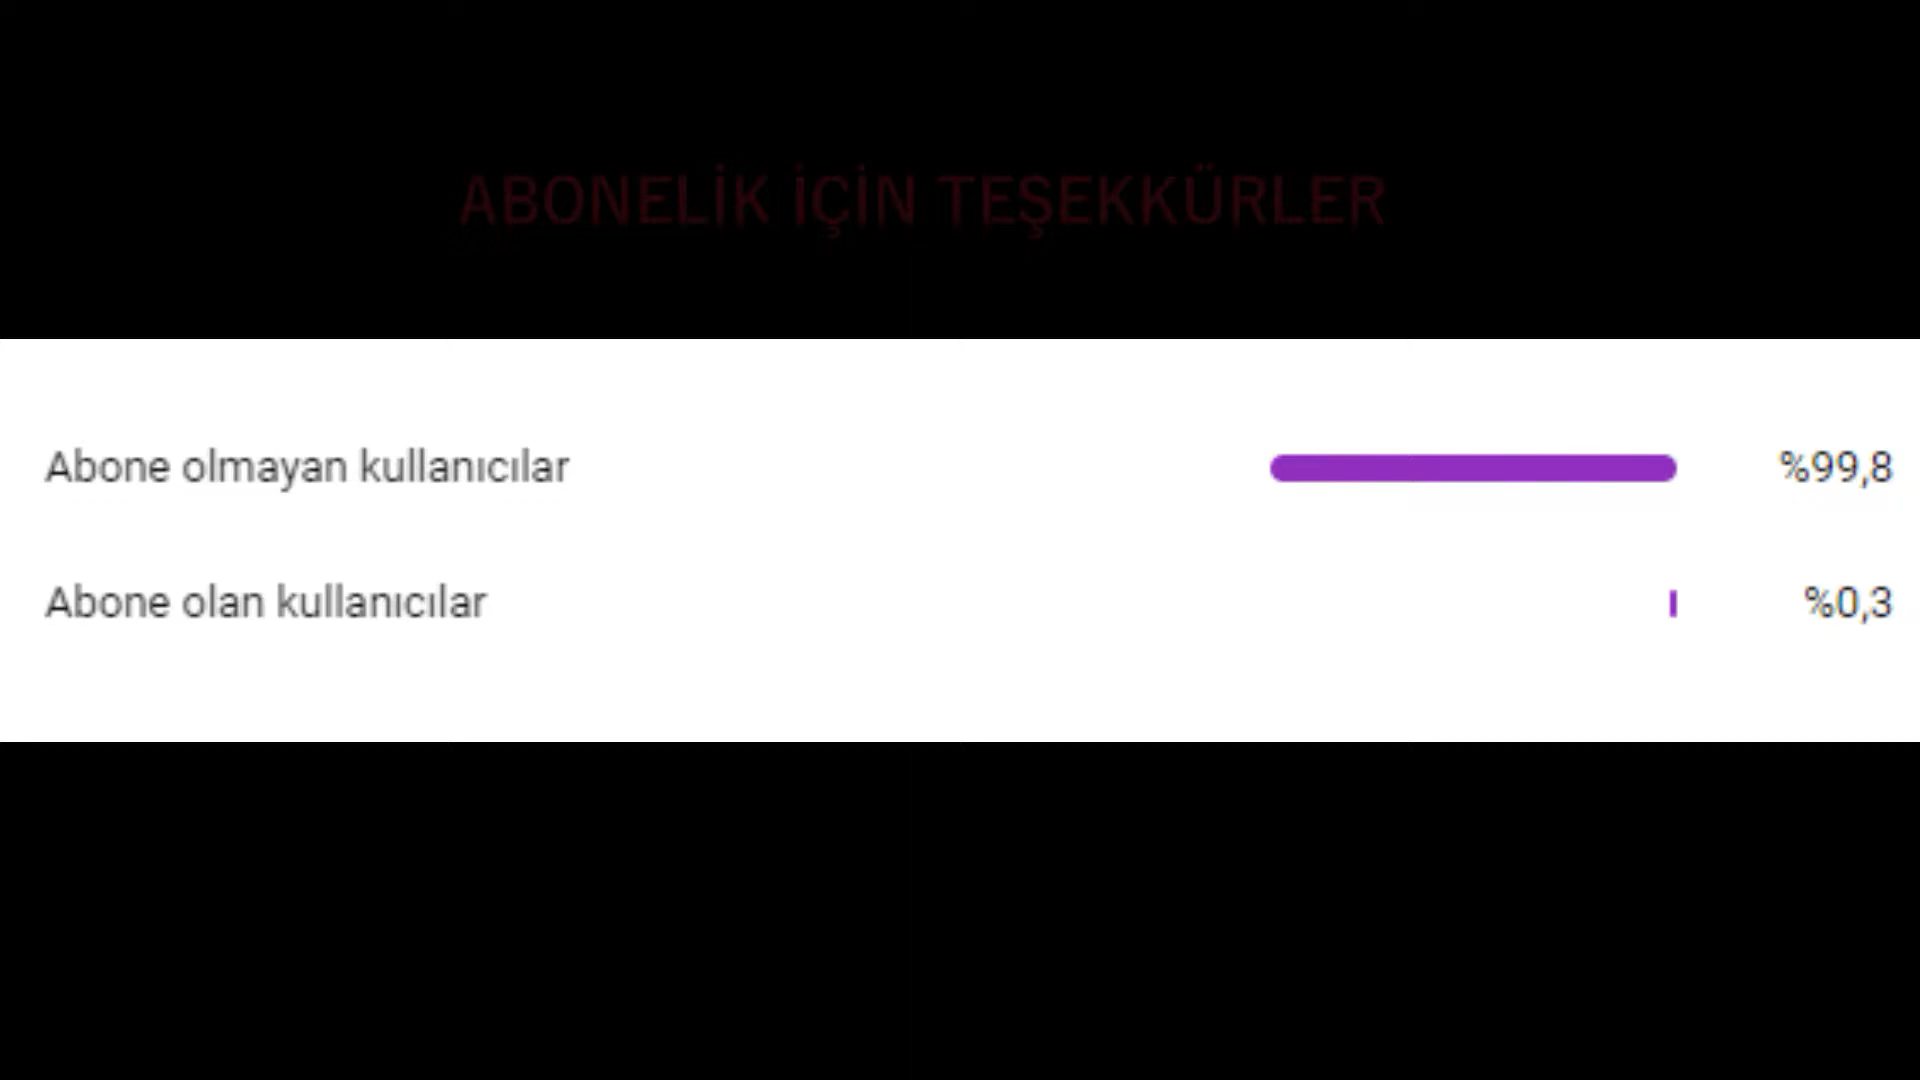 ABONELİK İÇİN TEŞEKKÜRLER
Abone olmayan kullanıcılar %99,8
Abone olan kullanıcılar %0,3